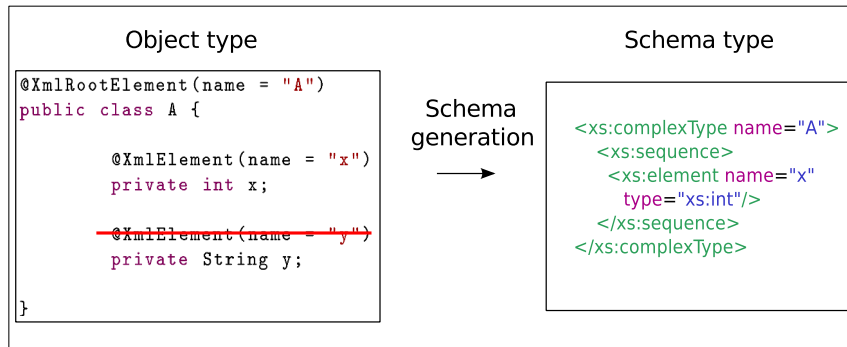 Object type
@XmlRootElement(name = "A")
public class A {
@XmlElement(name = "x")
private int x;
@XmlElement(name = "y")
private String y;
}
Schema
generation
Schema type
<xs:complexType name="A">
<xs:sequence>
<xs:element name="x"
type="xs:int"/>
</xs:sequence>
</xs:complexType>